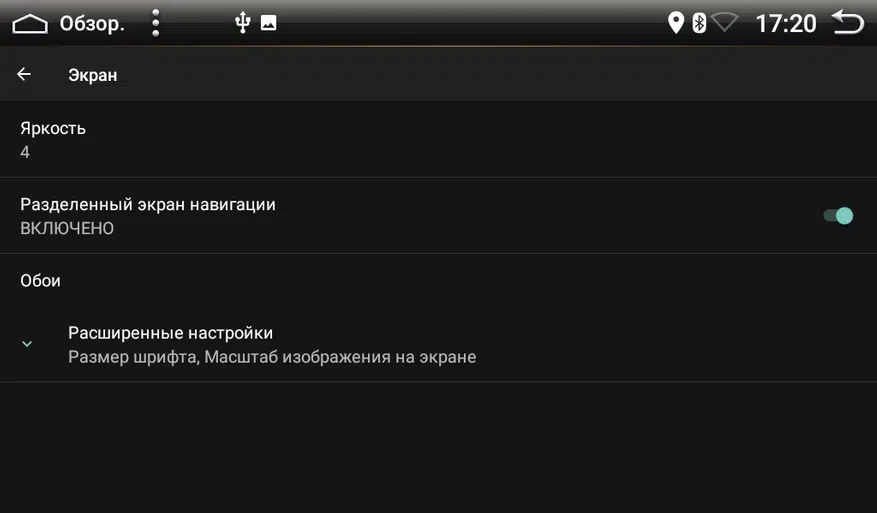 Обзор.
17:20
Экран
Яркость
4
Разделенный экран навигации
ВКЛЮЧЕНО
Обои
Расширенные настройки
Размер шрифта, Масштаб изображения на экране